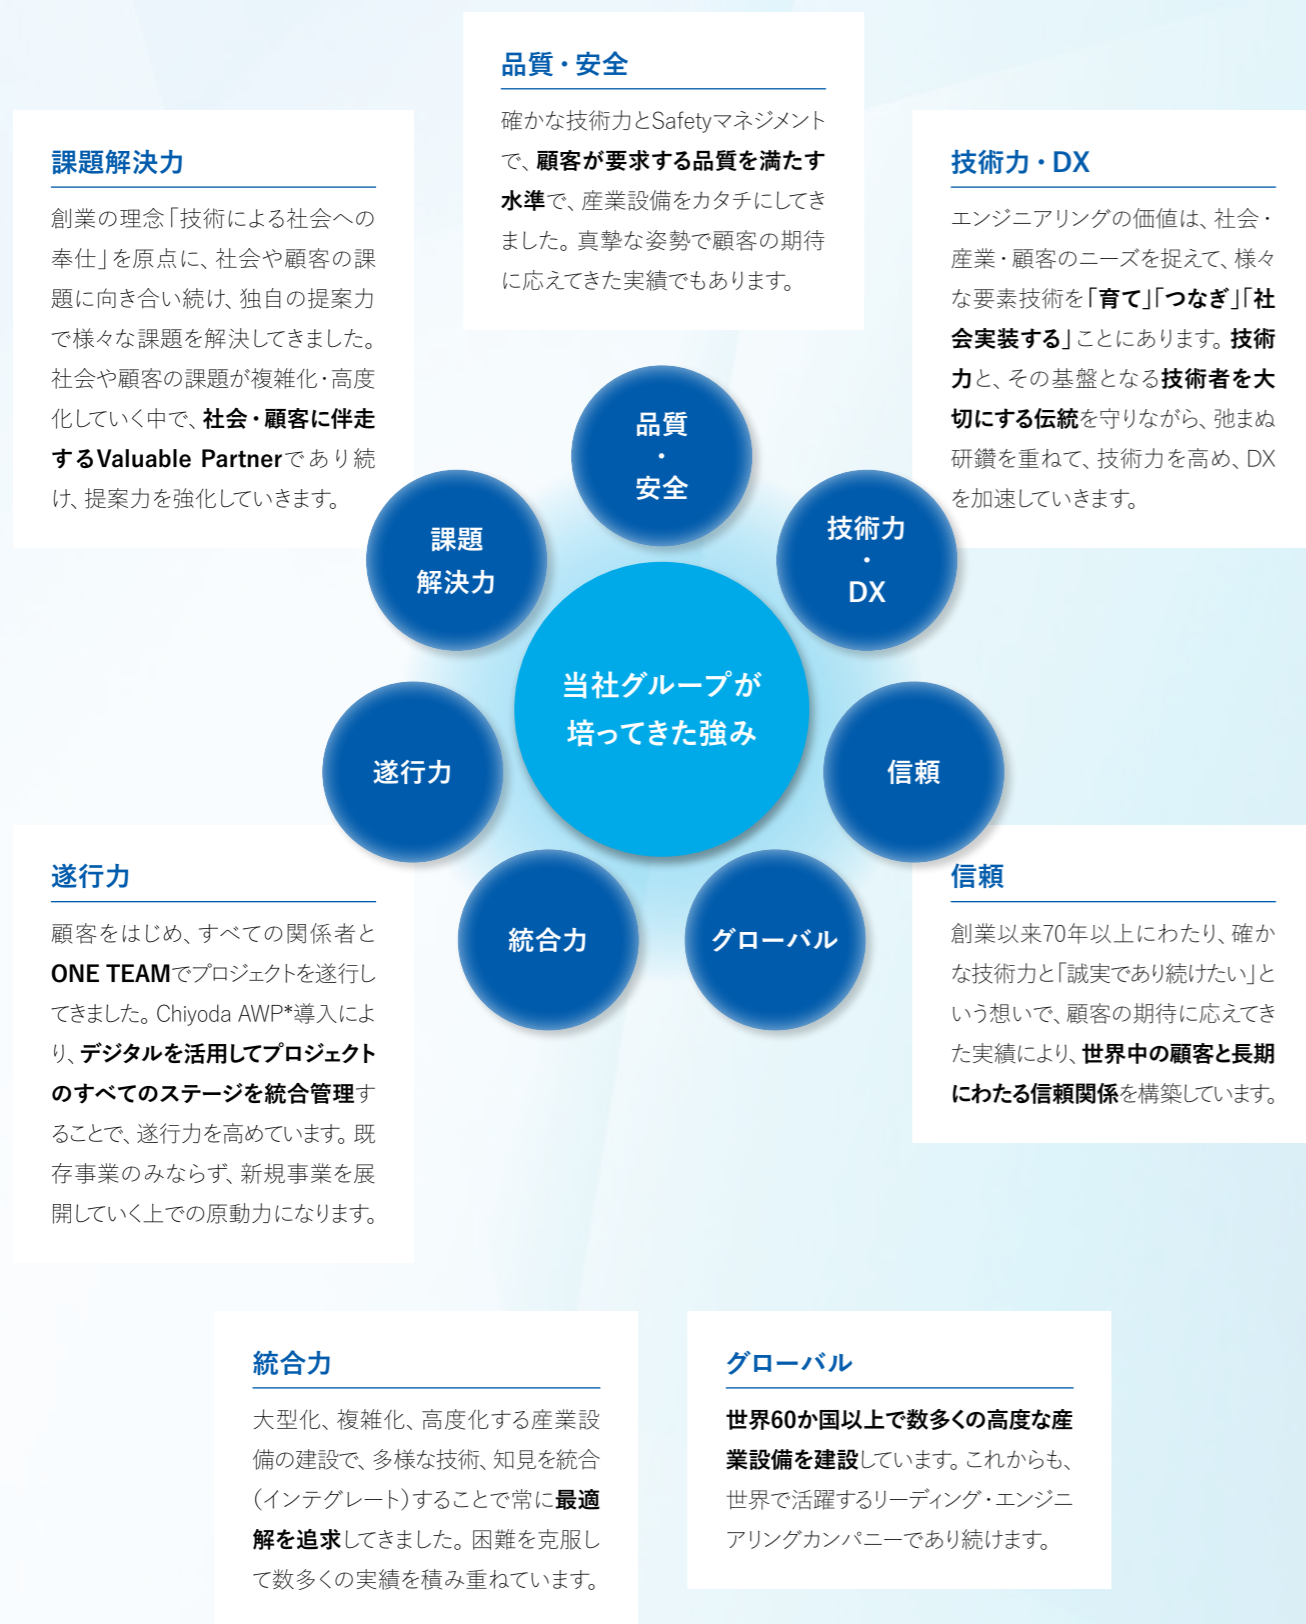 品質・安全
確かな技術力とSafetyマネジメント
で、顧客が要求する品質を満たす
水準で、産業設備をカタチにしてき
ました。真摯な姿勢で顧客の期待
に応えてきた実績でもあります。
課題解決力
創業の理念「技術による社会への
奉仕」を原点に、社会や顧客の課
題に向き合い続け、独自の提案力
で様々な課題を解決してきました。
社会や顧客の課題が複雑化・高度
化していく中で、社会・顧客に伴走
するValuable Partnerであり続
け、提案力を強化していきます。
技術力・DX
エンジニアリングの価値は、社会・
産業・顧客のニーズを捉えて、様々
な要素技術を「育て」「つなぎ」「社
会実装する」ことにあります。技術
力と、その基盤となる技術者を大
切にする伝統を守りながら、弛まぬ
研鑽を重ねて、技術力を高め、DX
を加速していきます。
品質
・
安全
技術力
・
DX
課題
解決力
当社グループが
培ってきた強み
遂行力
信頼
統合力
グローバル
遂行力
顧客をはじめ、すべての関係者と
ONE TEAMでプロジェクトを遂行し
てきました。Chiyoda AWP*導入によ
り、デジタルを活用してプロジェクト
のすべてのステージを統合管理す
ることで、遂行力を高めています。既
存事業のみならず、新規事業を展
開していく上での原動力になります。
信頼
創業以来70年以上にわたり、確か
な技術力と「誠実であり続けたい」と
いう想いで、顧客の期待に応えてき
た実績により、世界中の顧客と長期
にわたる信頼関係を構築しています。
統合力
大型化、複雑化、高度化する産業設
備の建設で、多様な技術、知見を統合
（インテグレート）することで常に最適
解を追求してきました。困難を克服し
て数多くの実績を積み重ねています。
グローバル
世界60か国以上で数多くの高度な産
業設備を建設しています。これからも、
世界で活躍するリーディング・エンジニ
アリングカンパニーであり続けます。